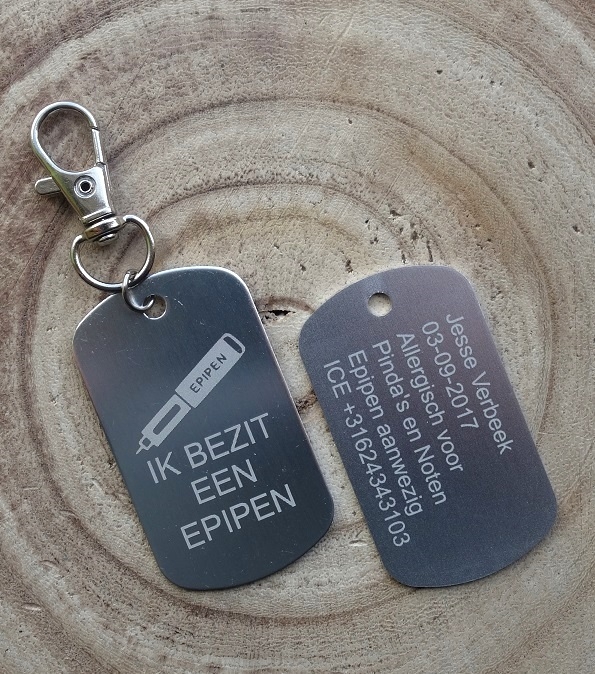 EPIPEN
IK BEZIT
EEN
EPIPEN
Jesse Verbeek
03-09-2017
Allergisch voor
Pinda's en Noten
Epipen aanwezig
ICE +31624343103